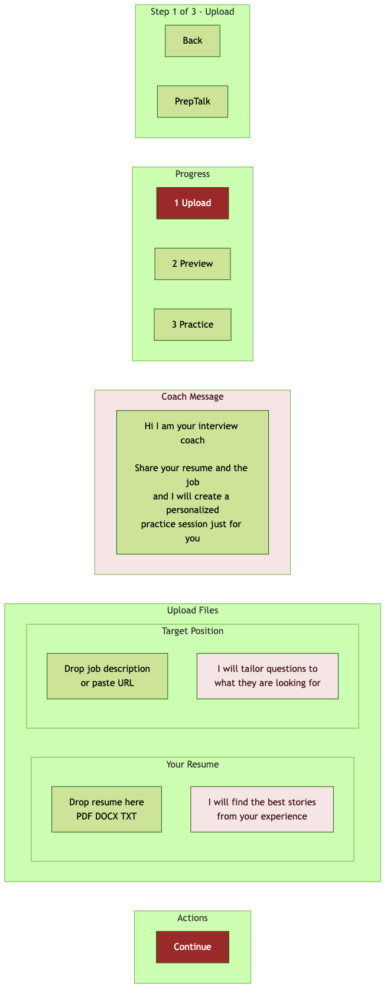 Step 1 of 3 - Upload
Back
PrepTalk
Progress
1 Upload
2 Preview
3 Practice
Coach Message
Hi I am your interview
coach
Share your resume and the
job
and I will create a
personalized
practice session just for
you
Upload Files
Target Position
Drop job description
or paste URL
I will tailor questions to
what they are looking for
Your Resume
Drop resume here
PDF DOCX TXT
I will find the best stories
from your experience
Actions
Continue